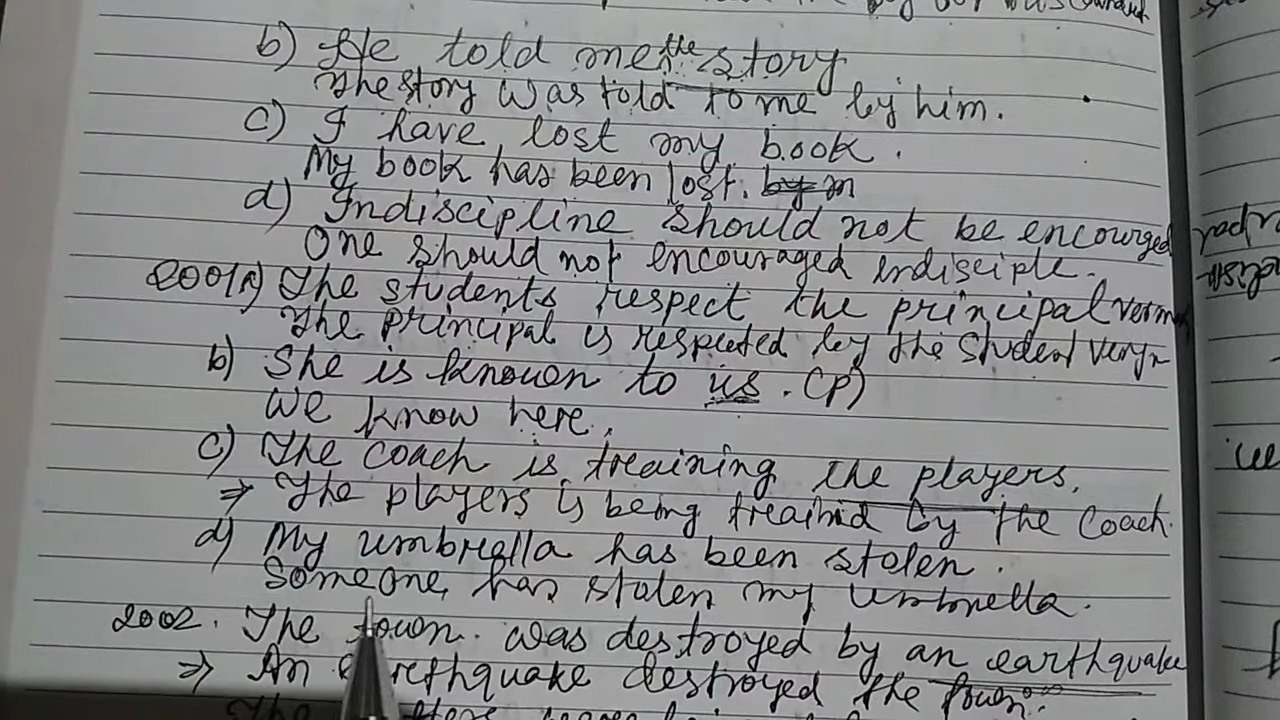 b) He told me the story
The story was told to me by him.
c) I have lost my book.
My book has been lost. by m
d) Indiscipline should not be encourged
One should not encouraged indisciple.
2001(A) The students respect the principal verm
The principal is respected by the student very
b) She is known to us. (P)
We know here.
c) The coach is treaining the players.
⇒ The players is being treained by the coach.
d) My umbrella has been stolen.
Someone has stolen my umbrella.
2002. The town. was destroyed by an earthquake
⇒ An earethquake destroyed the town.